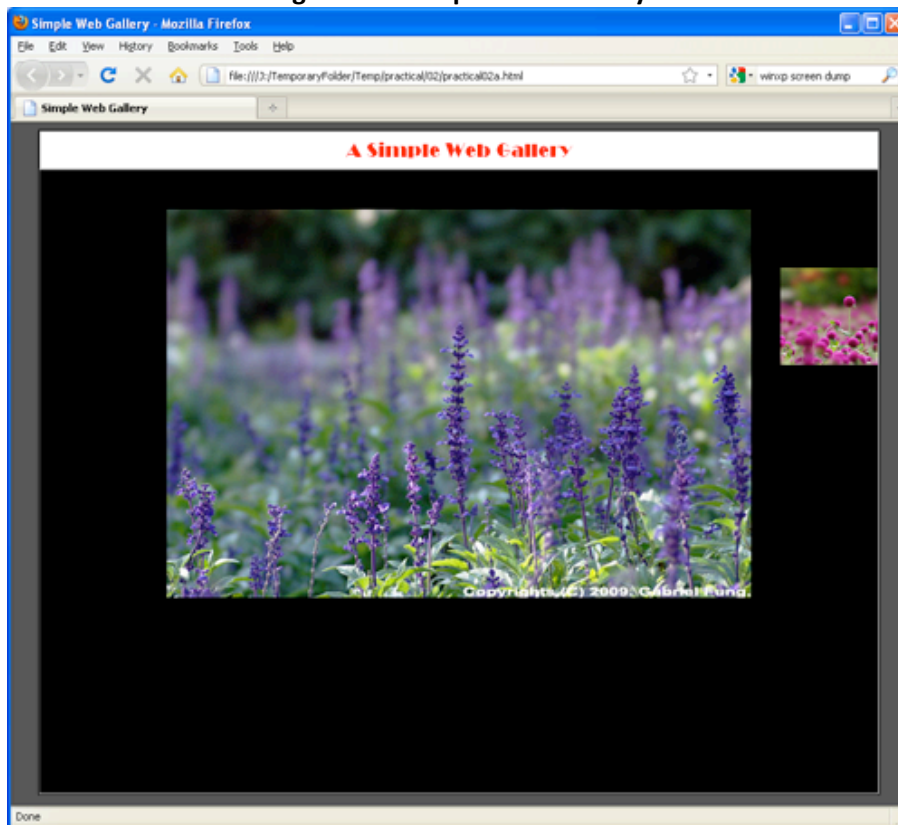 Simple Web Gallery - Mozilla Firefox
File Edit View History Bookmarks Tools Help
file:///J:/TemporaryFolder/Temp/practical/02/practical02a.html
winxp screen dump
Simple Web Gallery
A Simple Web Gallery
Copyrights (C) 2009. Gabriel Fung.
Done